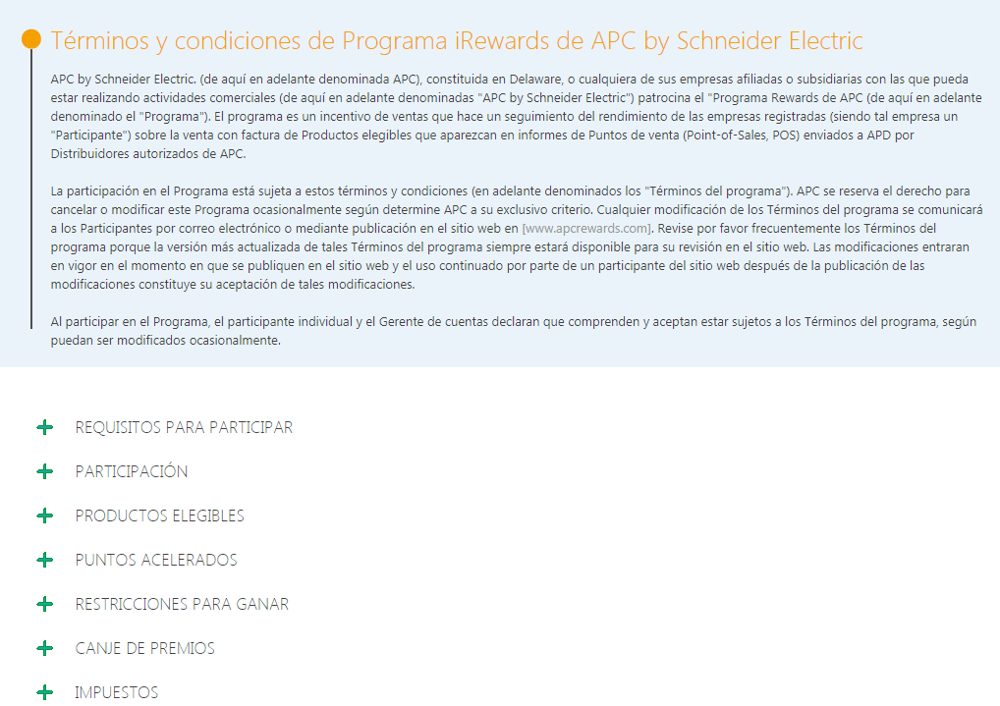 Términos y condiciones de Programa iRewards de APC by Schneider Electric
APC by Schneider Electric. (de aquí en adelante denominada APC), constituida en Delaware, o cualquiera de sus empresas afiliadas o subsidiarias con las que pueda
estar realizando actividades comerciales (de aquí en adelante denominadas "APC by Schneider Electric") patrocina el "Programa Rewards de APC (de aquí en adelante
denominado el "Programa"). El programa es un incentivo de ventas que hace un seguimiento del rendimiento de las empresas registradas (siendo tal empresa un
"Participante") sobre la venta con factura de Productos elegibles que aparezcan en informes de Puntos de venta (Point-of-Sales, POS) enviados a APD por
Distribuidores autorizados de APC.
La participación en el Programa está sujeta a estos términos y condiciones (en adelante denominados los "Términos del programa"). APC se reserva el derecho para
cancelar o modificar este Programa ocasionalmente según determine APC a su exclusivo criterio. Cualquier modificación de los Términos del programa se comunicará
a los Participantes por correo electrónico o mediante publicación en el sitio web en [www.apcrewards.com]. Revise por favor frecuentemente los Términos del
programa porque la versión más actualizada de tales Términos del programa siempre estará disponible para su revisión en el sitio web. Las modificaciones entraran
en vigor en el momento en que se publiquen en el sitio web y el uso continuado por parte de un participante del sitio web después de la publicación de las
modificaciones constituye su aceptación de tales modificaciones.
Al participar en el Programa, el participante individual y el Gerente de cuentas declaran que comprenden y aceptan estar sujetos a los Términos del programa, según
puedan ser modificados ocasionalmente.
REQUISITOS PARA PARTICIPAR
PARTICIPACIÓN
PRODUCTOS ELEGIBLES
PUNTOS ACELERADOS
RESTRICCIONES PARA GANAR
CANJE DE PREMIOS
IMPUESTOS